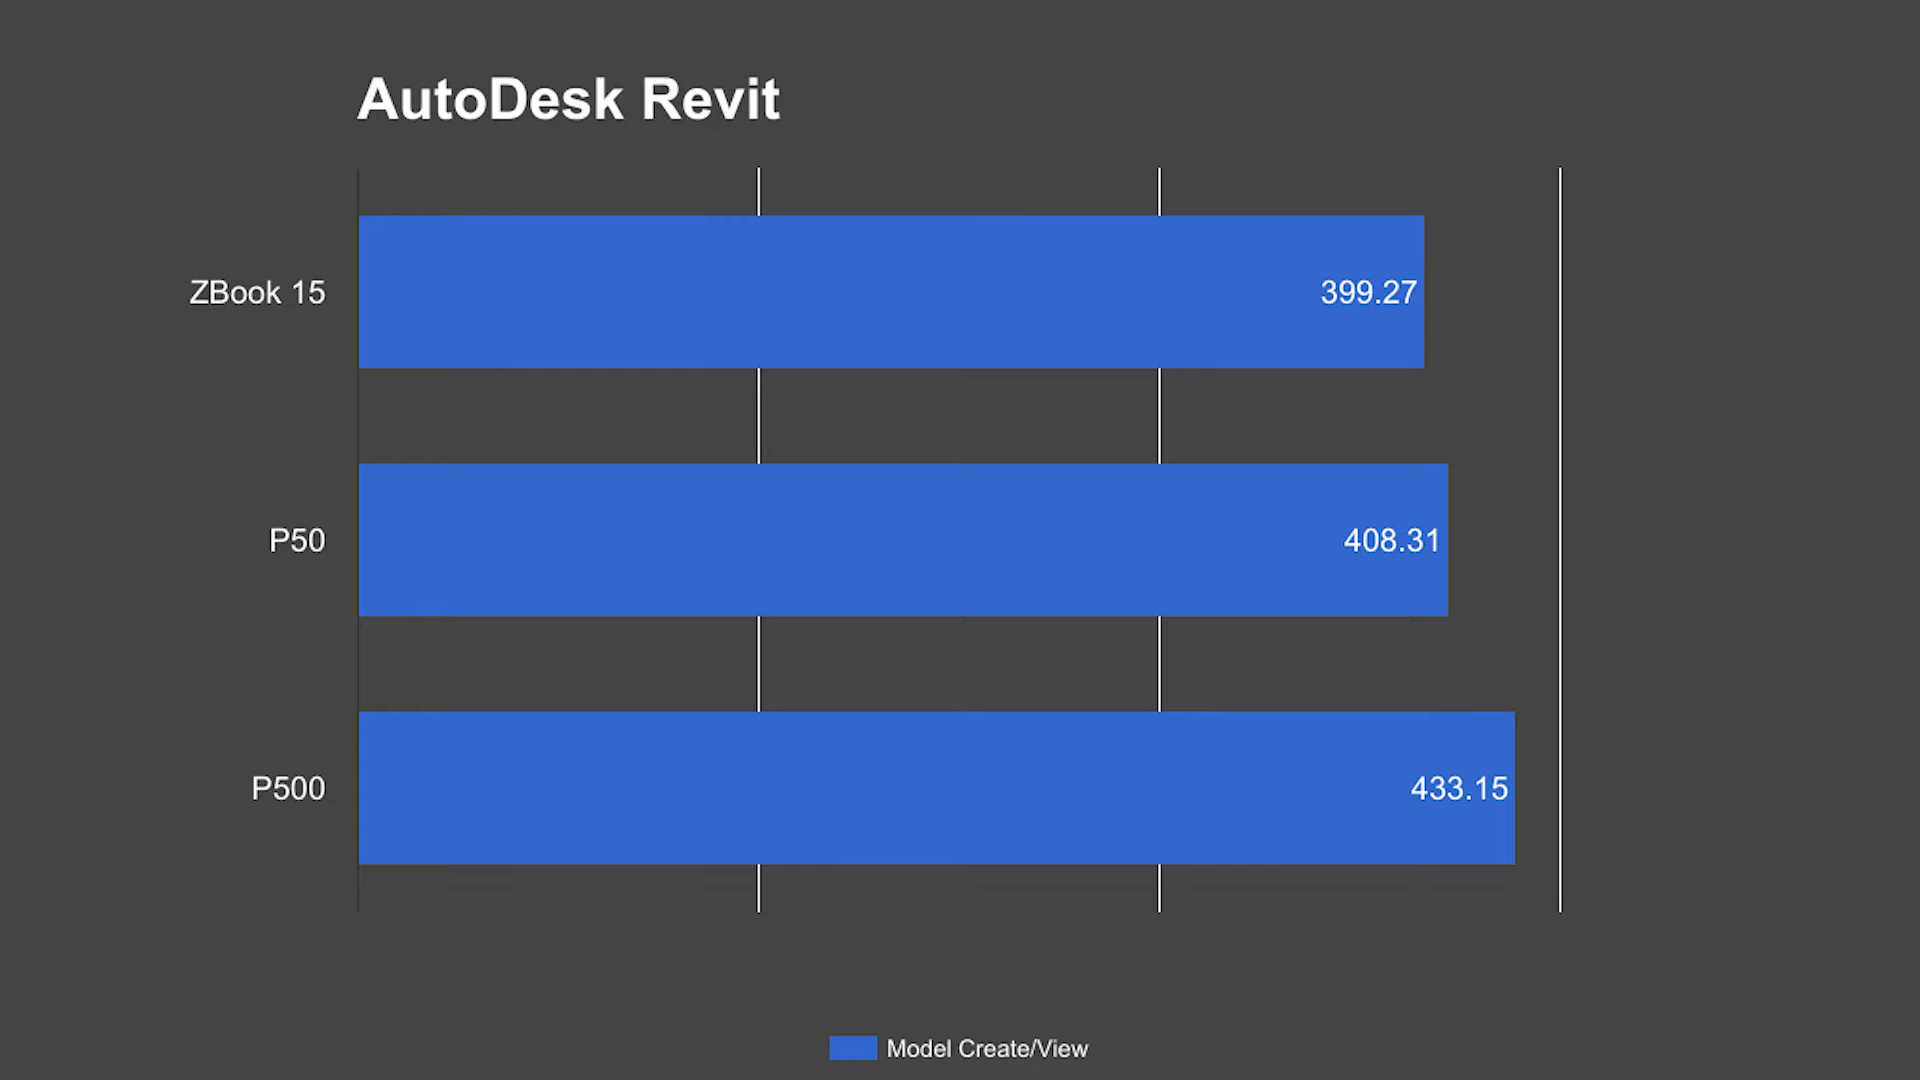 AutoDesk Revit
ZBook 15
399.27
P50
408.31
P500
433.15
Model Create/View